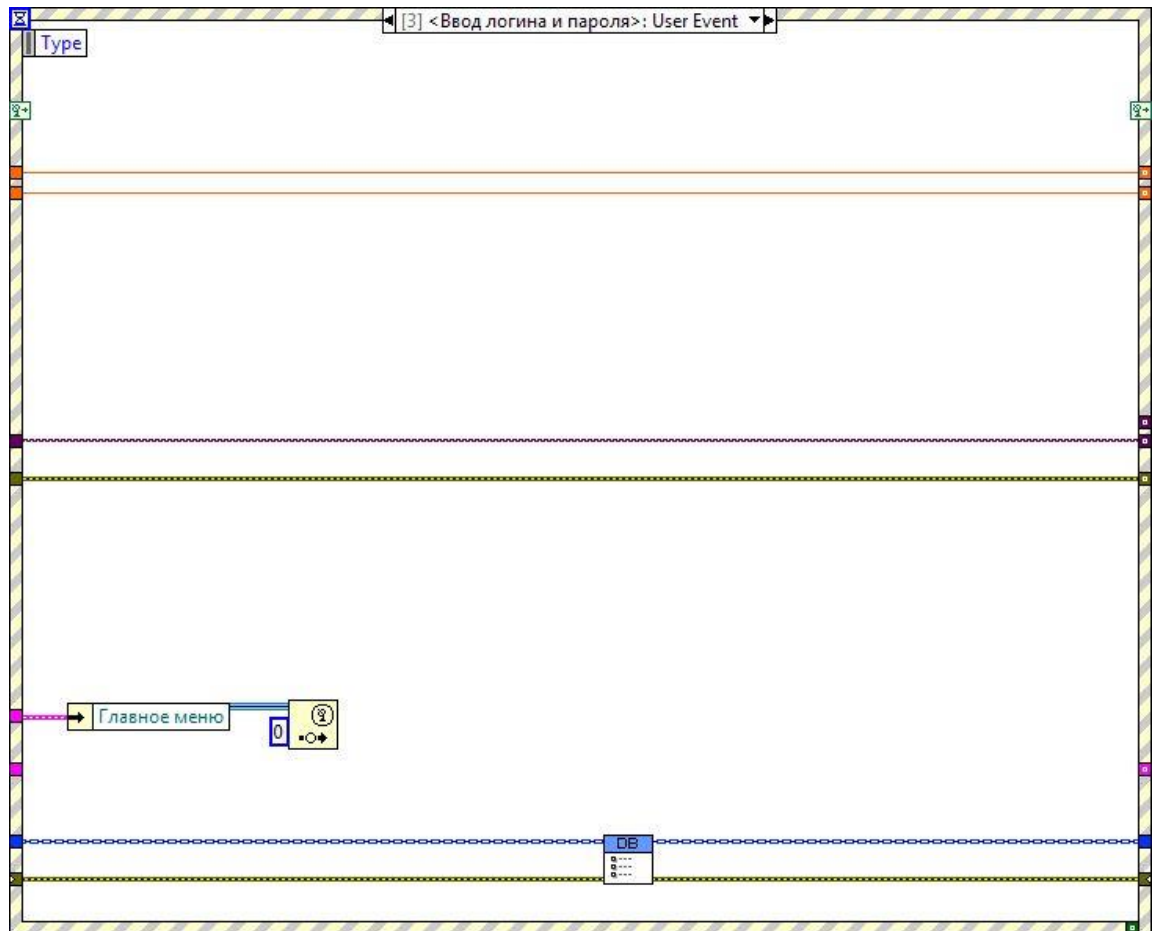 [3] <Ввод логина и пароля>: User Event
Type
Главное меню
0
DB